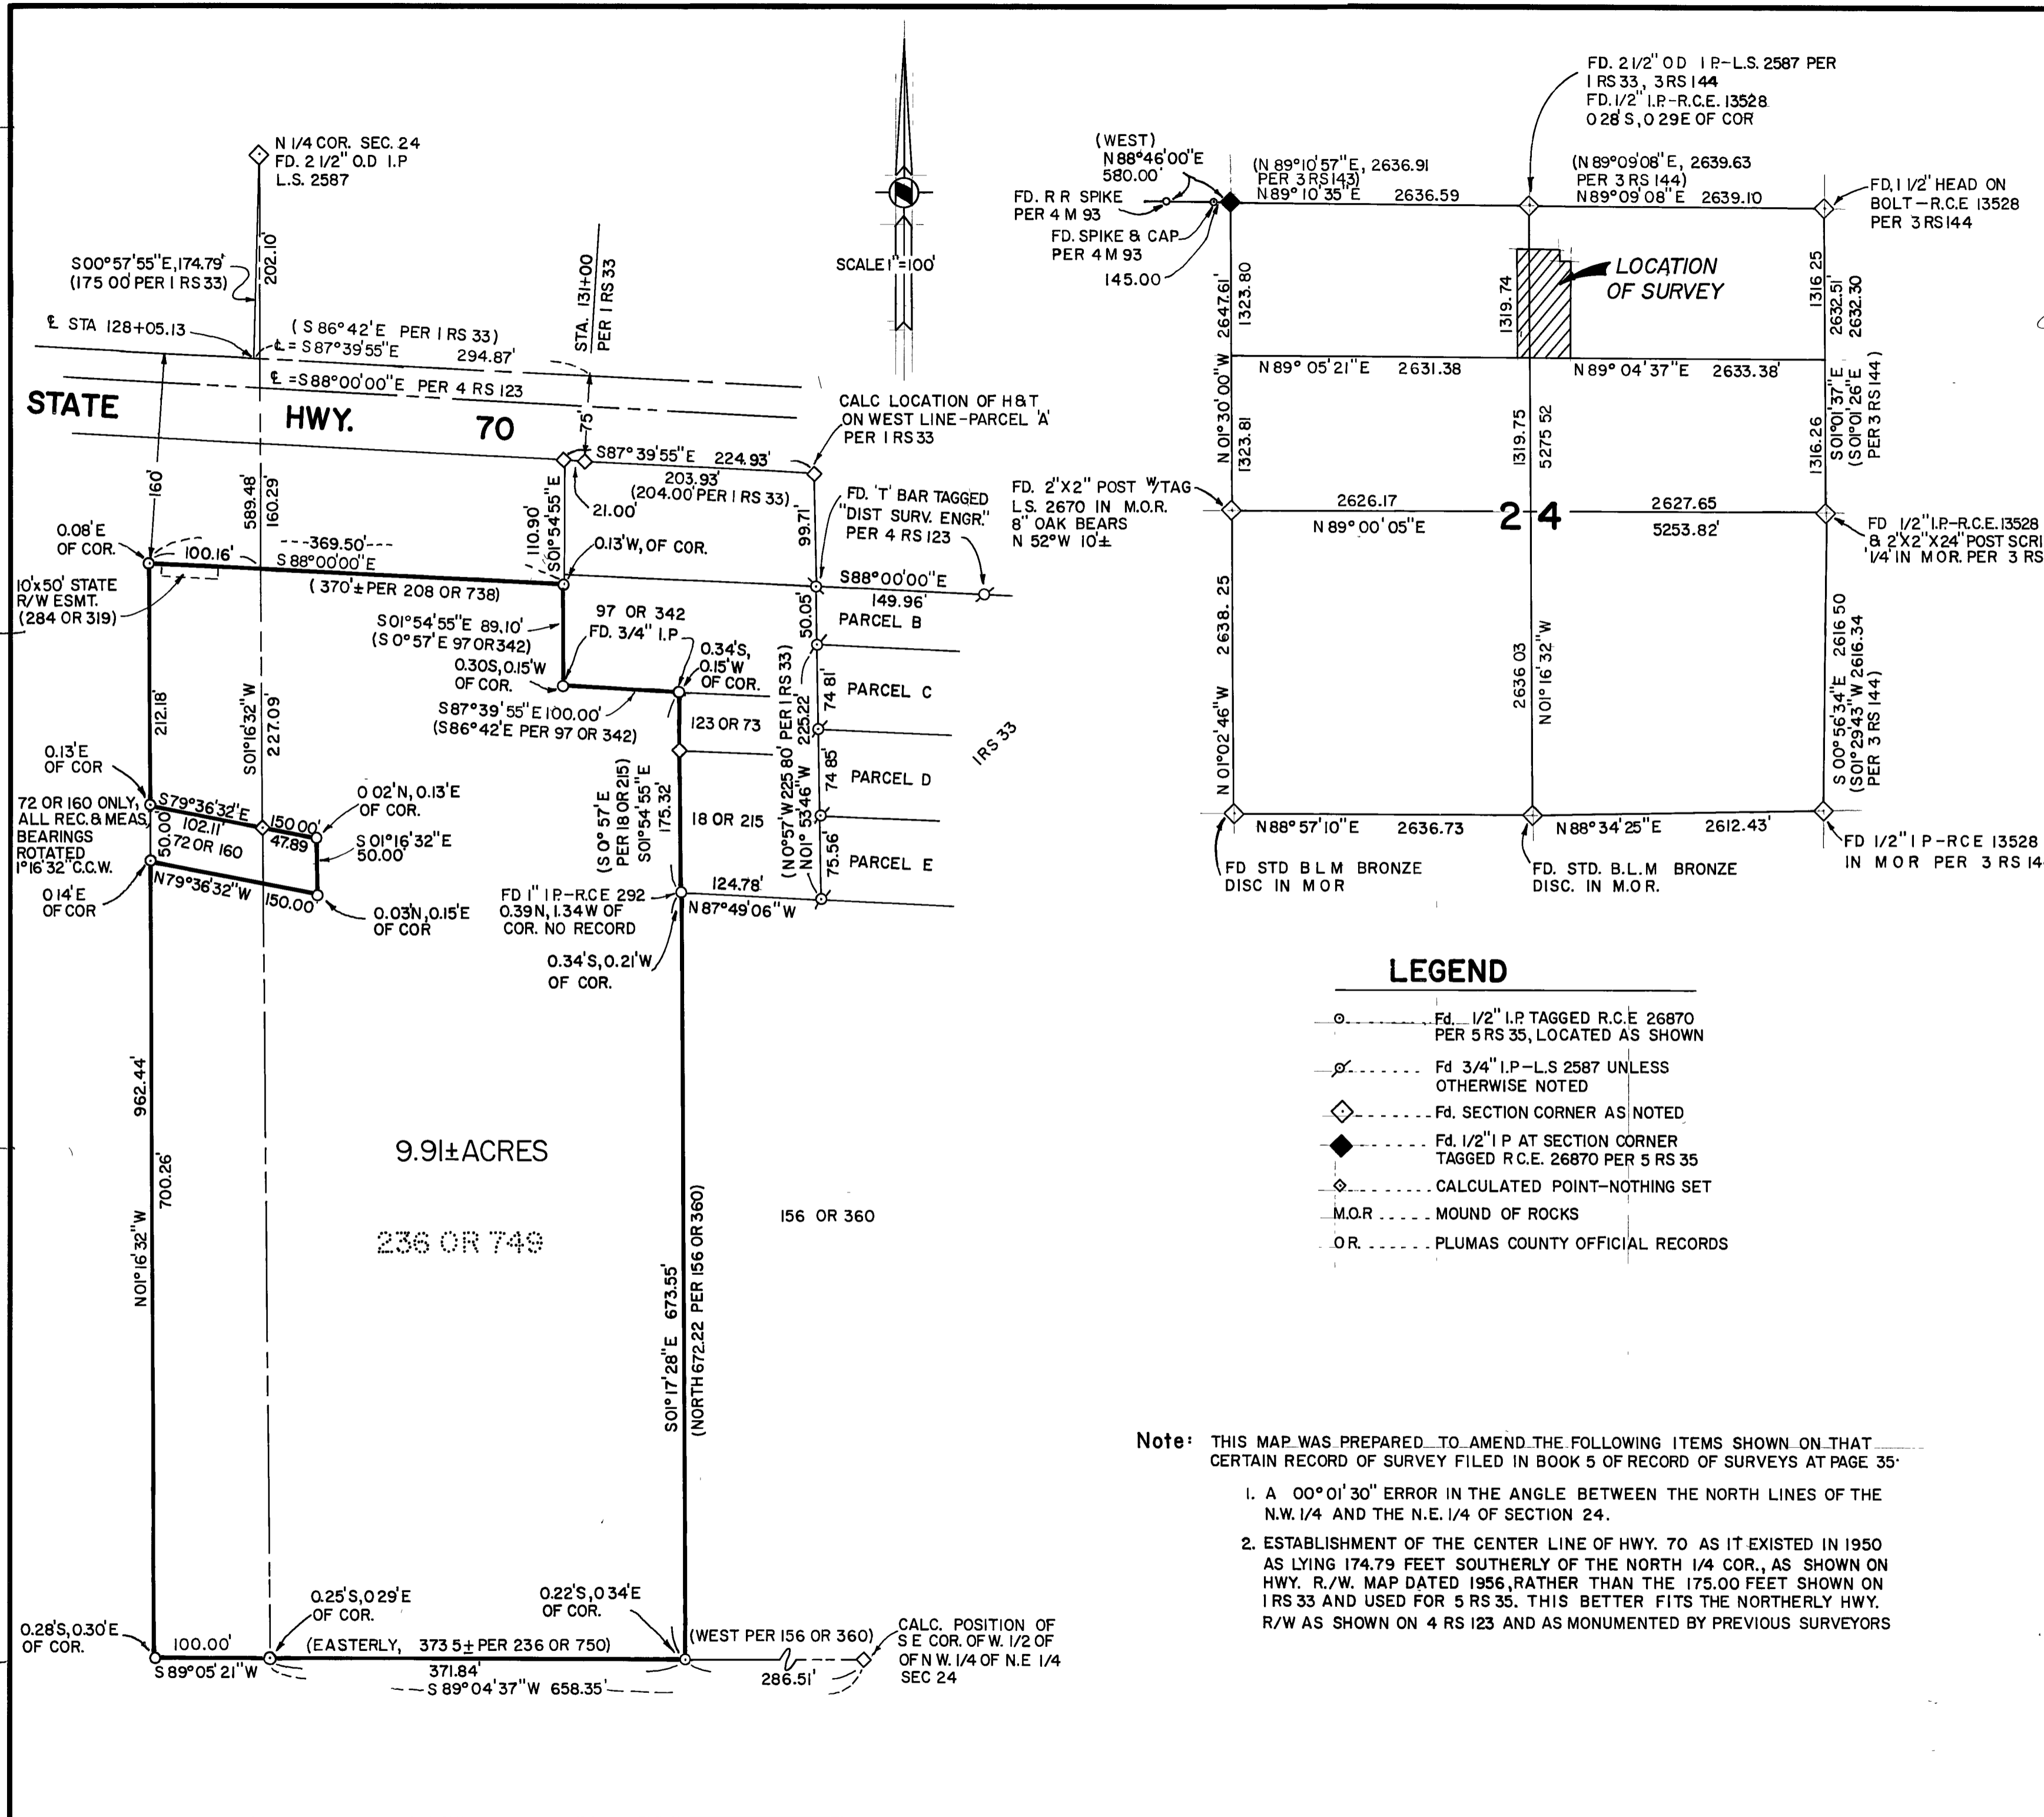 N 1/4 COR. SEC. 24
FD. 2 1/2" O.D I.P
L.S. 2587
202.10'
S00°57'55"E,174.79'
(175 00' PER I RS 33)
℄ STA 128+05.13
( S 86°42'E PER I RS 33)
℄ = S87°39'55"E 294.87'
STA. 131+00
PER I RS 33
℄ =S88°00'00"E PER 4 RS 123
STATE HWY. 70
SCALE 1"=100'
75'
160'
CALC LOCATION OF H&T
ON WEST LINE-PARCEL 'A'
PER I RS 33
S87°39'55"E 224.93'
203.93'
(204.00' PER I RS 33)
21.00'
589.48'
160.29'
110.90'
S01°54'55"E
99.71'
FD. 'T' BAR TAGGED
"DIST SURV. ENGR."
PER 4 RS 123
0.08'E
OF COR.
100.16'
---369.50'---
S 88°00'00"E
( 370'± PER 208 OR 738)
0.13'W, OF COR.
10'x50' STATE
R/W ESMT.
(284 OR 319)
S88°00'00"E
149.96'
50.05'
PARCEL B
97 OR 342
S01°54'55"E 89.10'
(S 0°57'E 97 OR 342)
FD. 3/4" I.P
0.30S, 0.15'W
OF COR.
0.34'S,
0.15'W
OF COR.
S87°39'55"E 100.00'
(S86°42'E PER 97 OR 342)
(N0°57'W 225 80' PER I RS 33)
N01° 53'46"W 225.22'
74 81'
PARCEL C
123 OR 73
212.18'
S01°16'32"W
227.09'
I RS 33
74 85'
PARCEL D
0.13'E
OF COR
72 OR 160 ONLY,
ALL REC. & MEAS.
BEARINGS
ROTATED
1°16'32"C.C.W.
S79°36'32"E
102.11'
150 00'
47.89
50.00'
72 OR 160
0 02'N, 0.13'E
OF COR.
S 01°16'32"E
50.00'
(S 0° 57'E
PER 18 OR 215)
S01°54'55"E
175.32'
18 OR 215
75.56'
PARCEL E
0 14'E
OF COR
N79°36'32"W
150.00'
0.03'N, 0.15'E
OF COR
FD 1" I P.-R.C.E 292
0.39 N, 1.34 W OF
COR. NO RECORD
124.78'
N 87°49'06"W
0.34'S, 0.21'W
OF COR.
962.44'
700.26'
N01°16'32"W
9.91±ACRES
236 OR 749
S01°17'28"E 673.55'
(NORTH 672.22 PER 156 OR 360)
156 OR 360
0.28'S, 0.30'E
OF COR.
100.00'
S 89°05'21"W
0.25'S, 0 29'E
OF COR.
0.22'S, 0 34'E
OF COR.
(EASTERLY, 373 5± PER 236 OR 750)
371.84'
S 89°04'37"W 658.35'
(WEST PER 156 OR 360)
286.51'
CALC. POSITION OF
S E COR. OF W. 1/2 OF
OF N W. 1/4 OF N.E 1/4
SEC 24
FD. 2 1/2" O D I P.-L.S. 2587 PER
I RS 33, 3 RS 144
FD. 1/2" I.P.-R.C.E. 13528
0 28'S, 0 29E OF COR
(WEST)
N 88°46'00"E
580.00'
FD. R R SPIKE
PER 4 M 93
FD. SPIKE & CAP
PER 4 M 93
145.00
(N 89°10'57"E, 2636.91
PER 3 RS 143)
N 89°10'35"E 2636.59
(N 89°09'08"E, 2639.63
PER 3 RS 144)
N 89°09'08"E 2639.10
FD, 1 1/2" HEAD ON
BOLT-R.C.E 13528
PER 3 RS 144
LOCATION
OF SURVEY
N 01°30'00"W 2647.61'
1323.80
1323.81
1319.74
1316 25
2632.51'
2632.30
N 89° 05'21"E 2631.38
N 89° 04'37"E 2633.38'
1319.75
5275 52
1316.26
S01°01'37"E
(S01°01'26"E
PER 3 RS 144)
FD. 2"X2" POST W/TAG
L.S. 2670 IN M.O.R.
8" OAK BEARS
N 52°W 10'±
2626.17
N 89°00'05"E
24
2627.65
5253.82'
FD 1/2" I.P.-R.C.E. 13528
& 2"X2"X24" POST SCRI
'1/4' IN MOR. PER 3 RS
N 01°02'46"W 2638. 25
2636 03
N01°16'32"W
S 00°56'34"E 2616 50
(S01°29'43"W 2616.34
PER 3 RS 144)
N88°57'10"E 2636.73
N 88°34'25"E 2612.43'
FD STD B L M BRONZE
DISC IN M O R
FD. STD. B.L.M BRONZE
DISC. IN M.O.R.
FD 1/2" I P-RCE 13528
IN M O R PER 3 RS 14
LEGEND
Fd. 1/2" I.P. TAGGED R.C.E 26870
PER 5 RS 35, LOCATED AS SHOWN
Fd 3/4" I.P-L.S 2587 UNLESS
OTHERWISE NOTED
Fd. SECTION CORNER AS NOTED
Fd. 1/2" I P AT SECTION CORNER
TAGGED R C.E. 26870 PER 5 RS 35
CALCULATED POINT-NOTHING SET
M.O.R ..... MOUND OF ROCKS
O R. ....... PLUMAS COUNTY OFFICIAL RECORDS
Note: THIS MAP WAS PREPARED TO AMEND THE FOLLOWING ITEMS SHOWN ON THAT
CERTAIN RECORD OF SURVEY FILED IN BOOK 5 OF RECORD OF SURVEYS AT PAGE 35.
1. A 00°01'30" ERROR IN THE ANGLE BETWEEN THE NORTH LINES OF THE
N.W. 1/4 AND THE N.E. 1/4 OF SECTION 24.
2. ESTABLISHMENT OF THE CENTER LINE OF HWY. 70 AS IT EXISTED IN 1950
AS LYING 174.79 FEET SOUTHERLY OF THE NORTH 1/4 COR., AS SHOWN ON
HWY. R./W. MAP DATED 1956, RATHER THAN THE 175.00 FEET SHOWN ON
I RS 33 AND USED FOR 5 RS 35. THIS BETTER FITS THE NORTHERLY HWY.
R/W AS SHOWN ON 4 RS 123 AND AS MONUMENTED BY PREVIOUS SURVEYORS